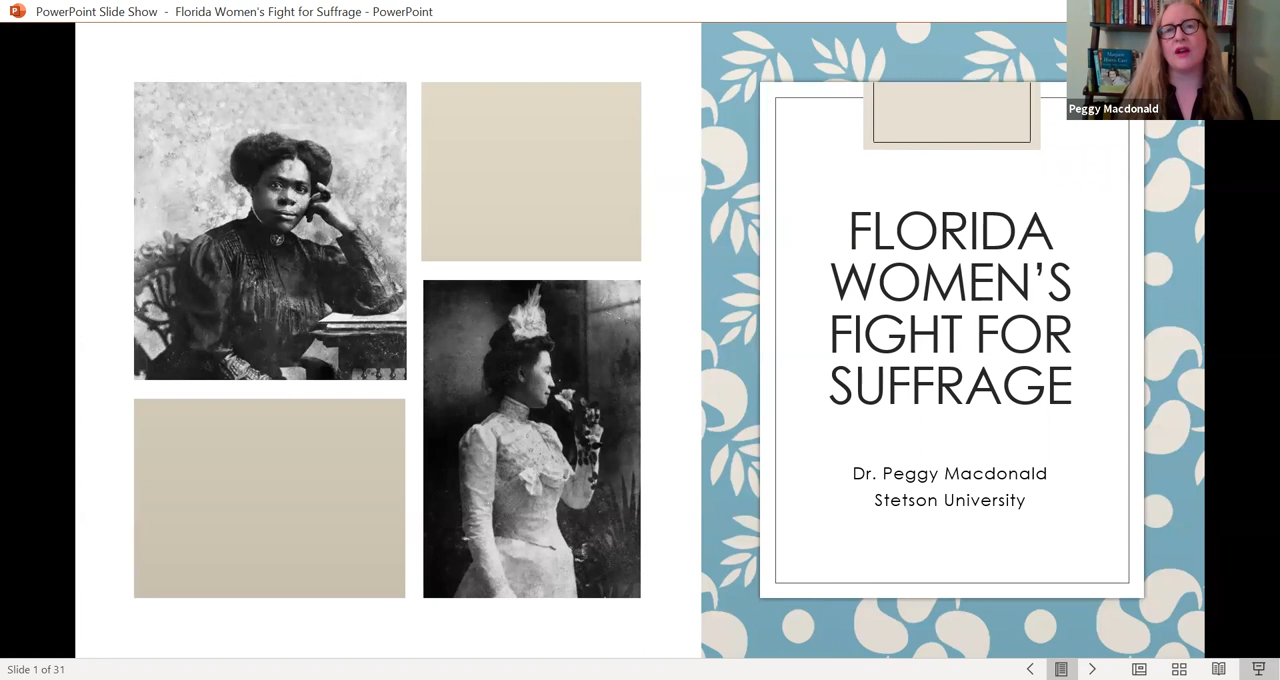 PowerPoint Slide Show - Florida Women's Fight for Suffrage - PowerPoint
Peggy Macdonald
FLORIDA
WOMEN’S
FIGHT FOR
SUFFRAGE
Dr. Peggy Macdonald
Stetson University
Slide 1 of 31